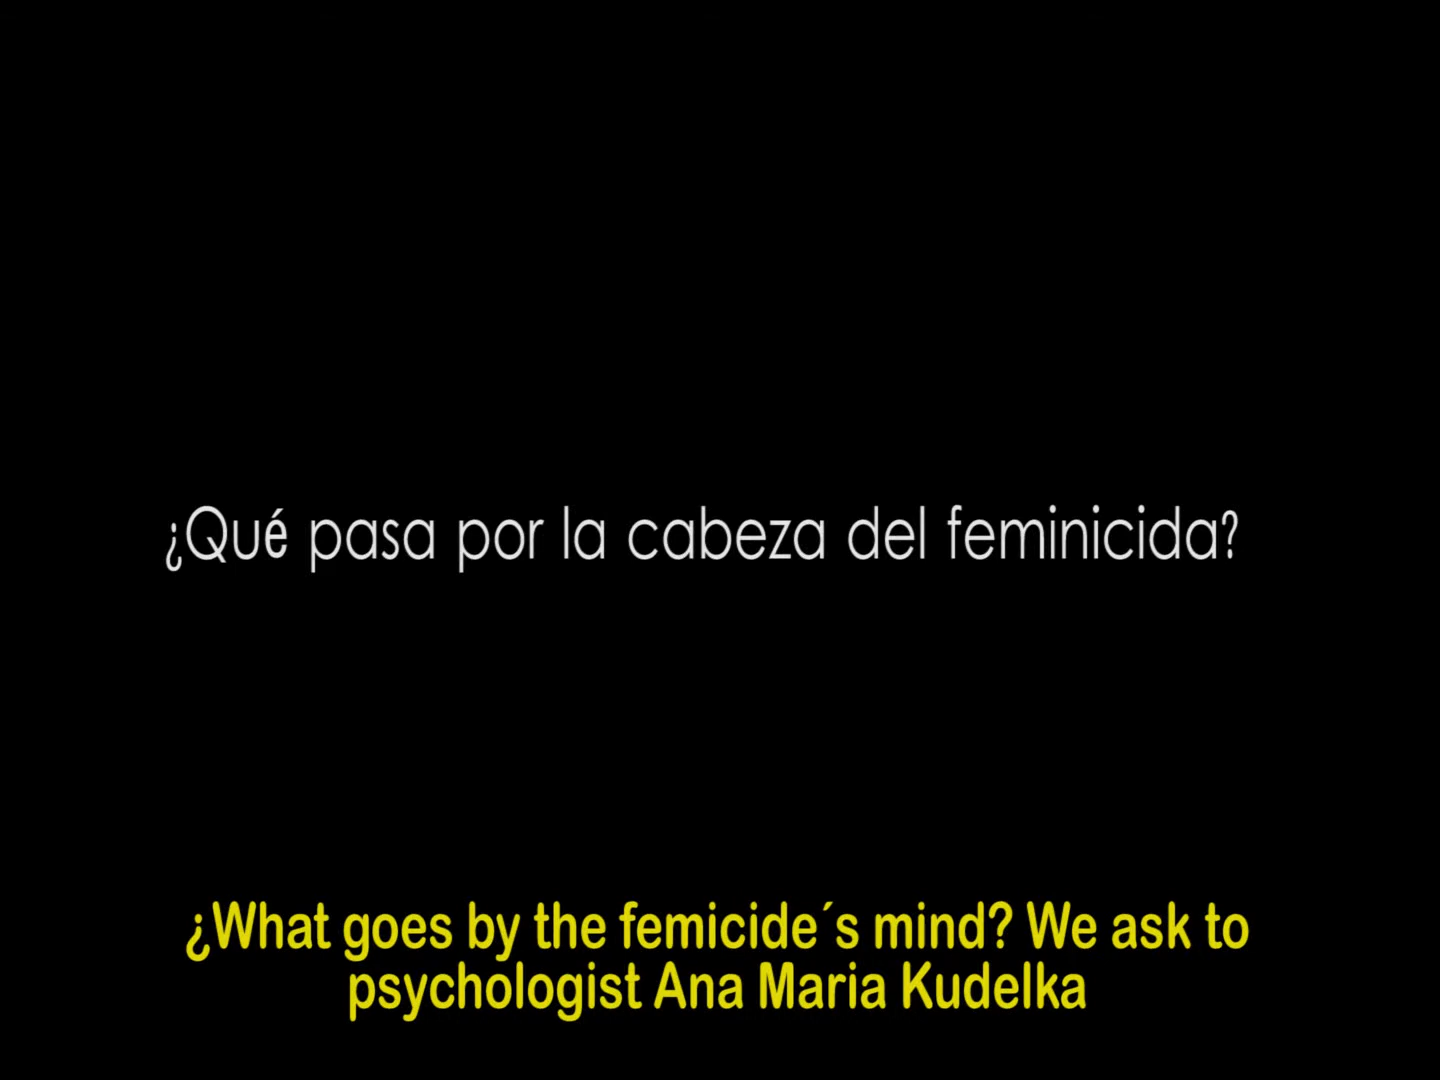 ¿Qué pasa por la cabeza del feminicida?
¿What goes by the femicide´s mind? We ask to
psychologist Ana Maria Kudelka